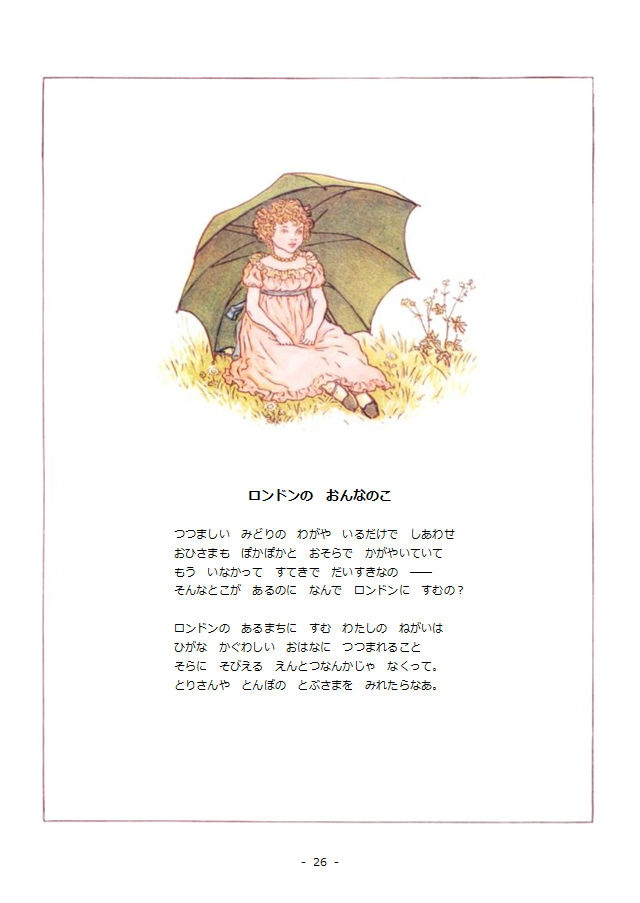 ロンドンの　おんなのこ
つつましい　みどりの　わがや　いるだけで　しあわせ
おひさまも　ぽかぽかと　おそらで　かがやいていて
もう　いなかって　すてきで　だいすきなの　――
そんなとこが　あるのに　なんで　ロンドンに　すむの？
ロンドンの　あるまちに　すむ　わたしの　ねがいは
ひがな　かぐわしい　おはなに　つつまれること
そらに　そびえる　えんとつなんかじゃ　なくって。
とりさんや　とんぼの　とぶさまを　みれたらなあ。
- 26 -